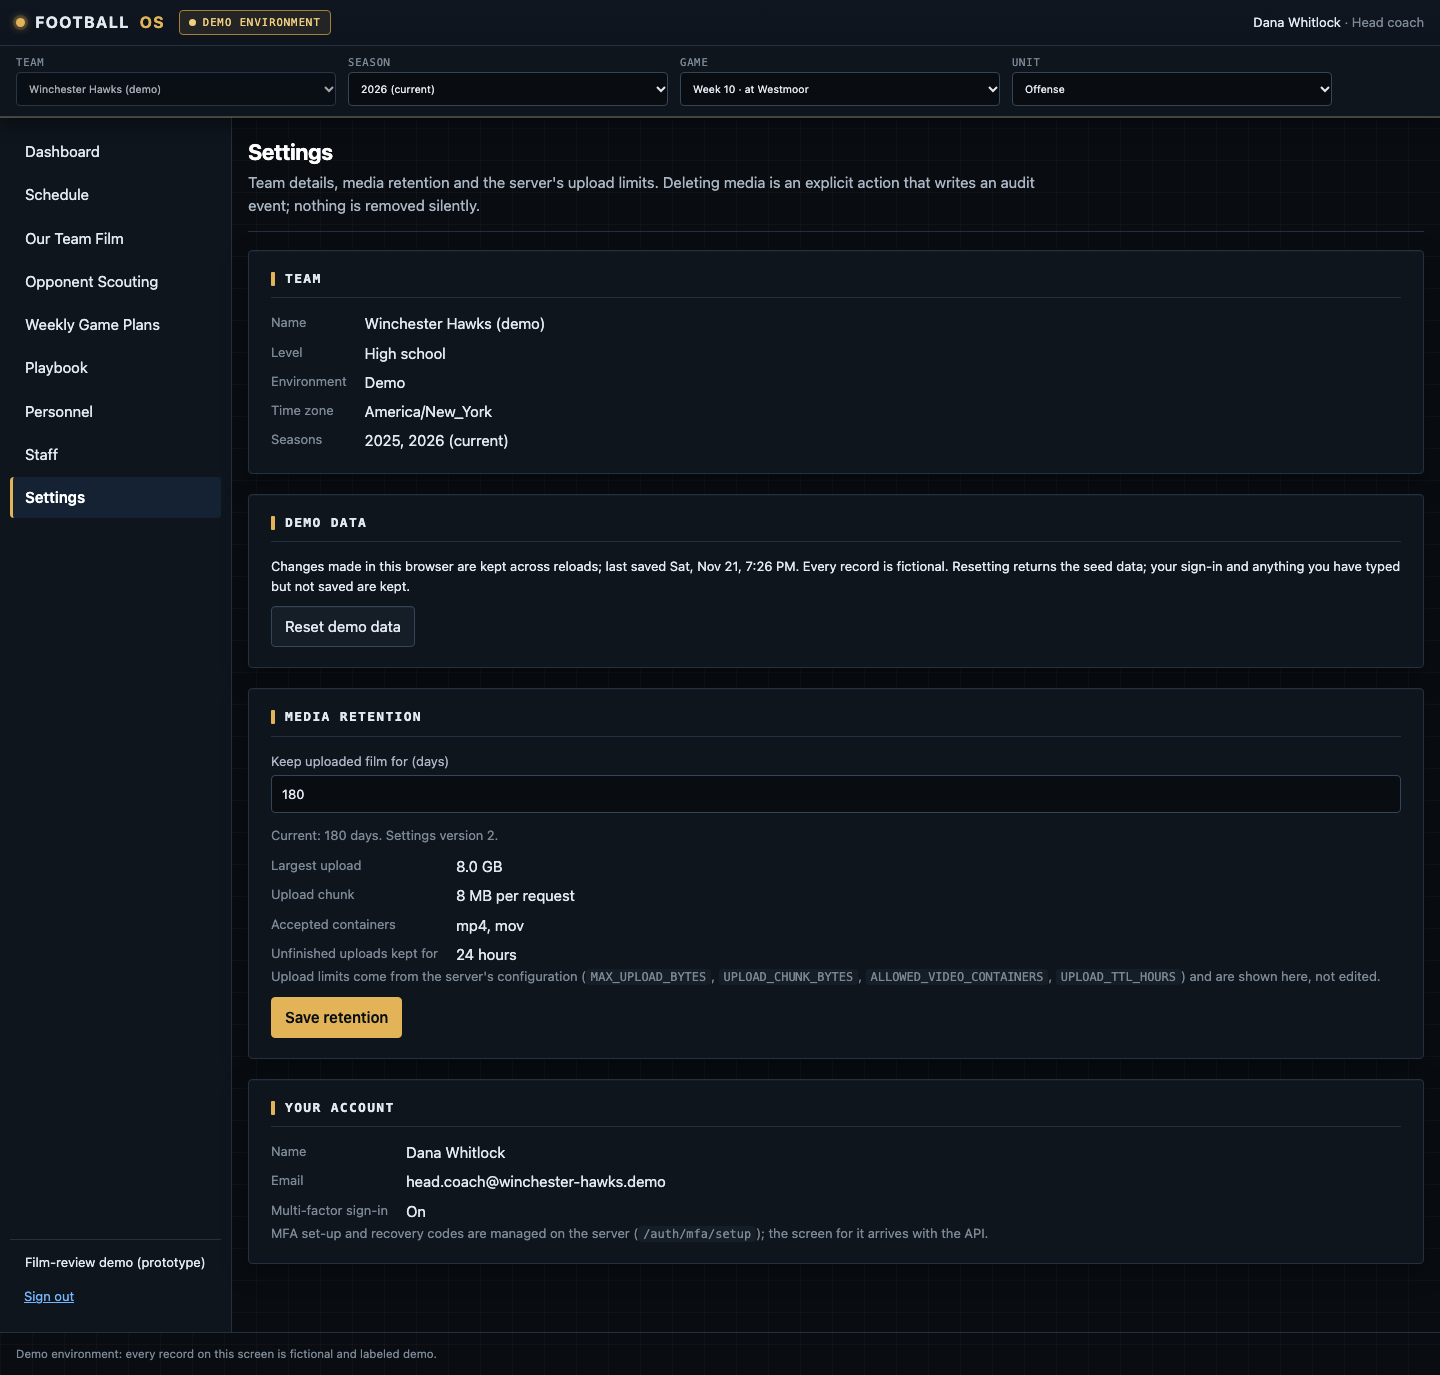 FOOTBALL OS
DEMO ENVIRONMENT
Dana Whitlock · Head coach
TEAM
Winchester Hawks (demo)
SEASON
2026 (current)
GAME
Week 10 · at Westmoor
UNIT
Offense
Dashboard
Schedule
Our Team Film
Opponent Scouting
Weekly Game Plans
Playbook
Personnel
Staff
Settings
Film-review demo (prototype)
Sign out
Settings
Team details, media retention and the server's upload limits. Deleting media is an explicit action that writes an audit
event; nothing is removed silently.
TEAM
Name Winchester Hawks (demo)
Level High school
Environment Demo
Time zone America/New_York
Seasons 2025, 2026 (current)
DEMO DATA
Changes made in this browser are kept across reloads; last saved Sat, Nov 21, 7:26 PM. Every record is fictional. Resetting returns the seed data; your sign-in and anything you have typed
but not saved are kept.
Reset demo data
MEDIA RETENTION
Keep uploaded film for (days)
180
Current: 180 days. Settings version 2.
Largest upload 8.0 GB
Upload chunk 8 MB per request
Accepted containers mp4, mov
Unfinished uploads kept for 24 hours
Upload limits come from the server's configuration ( MAX_UPLOAD_BYTES , UPLOAD_CHUNK_BYTES , ALLOWED_VIDEO_CONTAINERS , UPLOAD_TTL_HOURS ) and are shown here, not edited.
Save retention
YOUR ACCOUNT
Name Dana Whitlock
Email head.coach@winchester-hawks.demo
Multi-factor sign-in On
MFA set-up and recovery codes are managed on the server ( /auth/mfa/setup ); the screen for it arrives with the API.
Demo environment: every record on this screen is fictional and labeled demo.